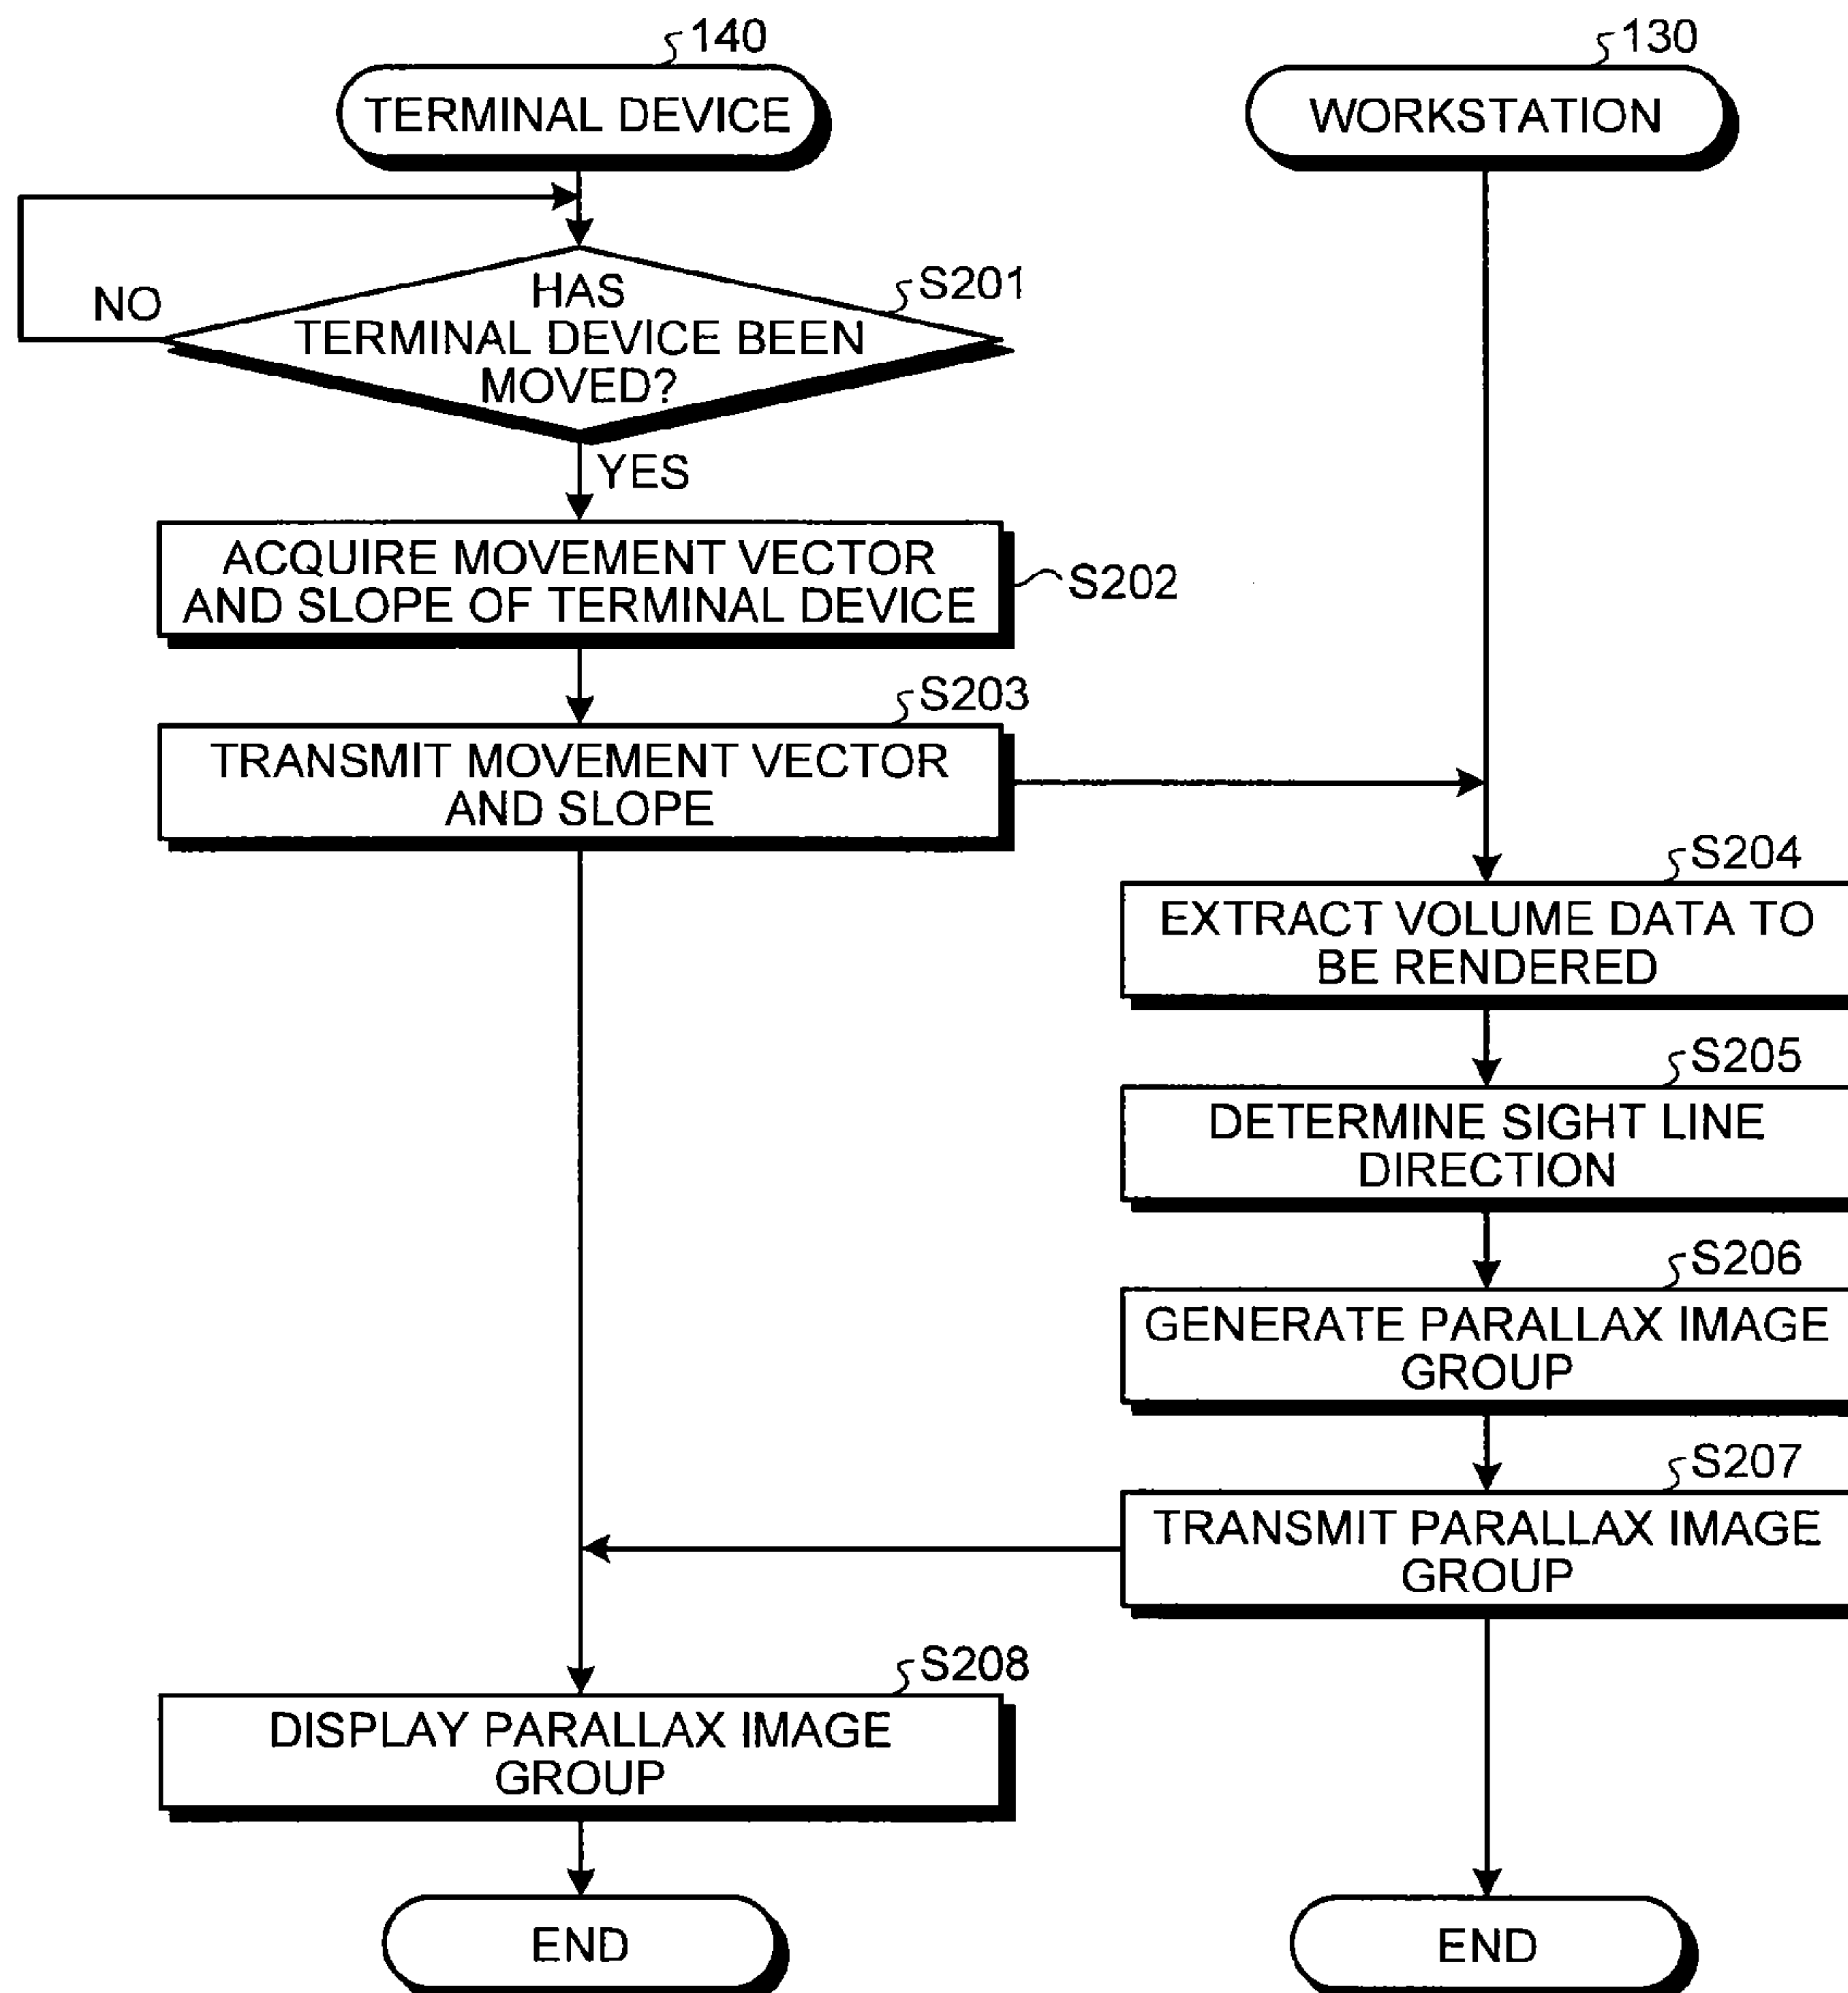 140
TERMINAL DEVICE
130
WORKSTATION
S201
HAS
TERMINAL DEVICE BEEN
MOVED?
NO
YES
ACQUIRE MOVEMENT VECTOR
AND SLOPE OF TERMINAL DEVICE
S202
S203
TRANSMIT MOVEMENT VECTOR
AND SLOPE
S204
EXTRACT VOLUME DATA TO
BE RENDERED
S205
DETERMINE SIGHT LINE
DIRECTION
S206
GENERATE PARALLAX IMAGE
GROUP
S207
TRANSMIT PARALLAX IMAGE
GROUP
S208
DISPLAY PARALLAX IMAGE
GROUP
END
END